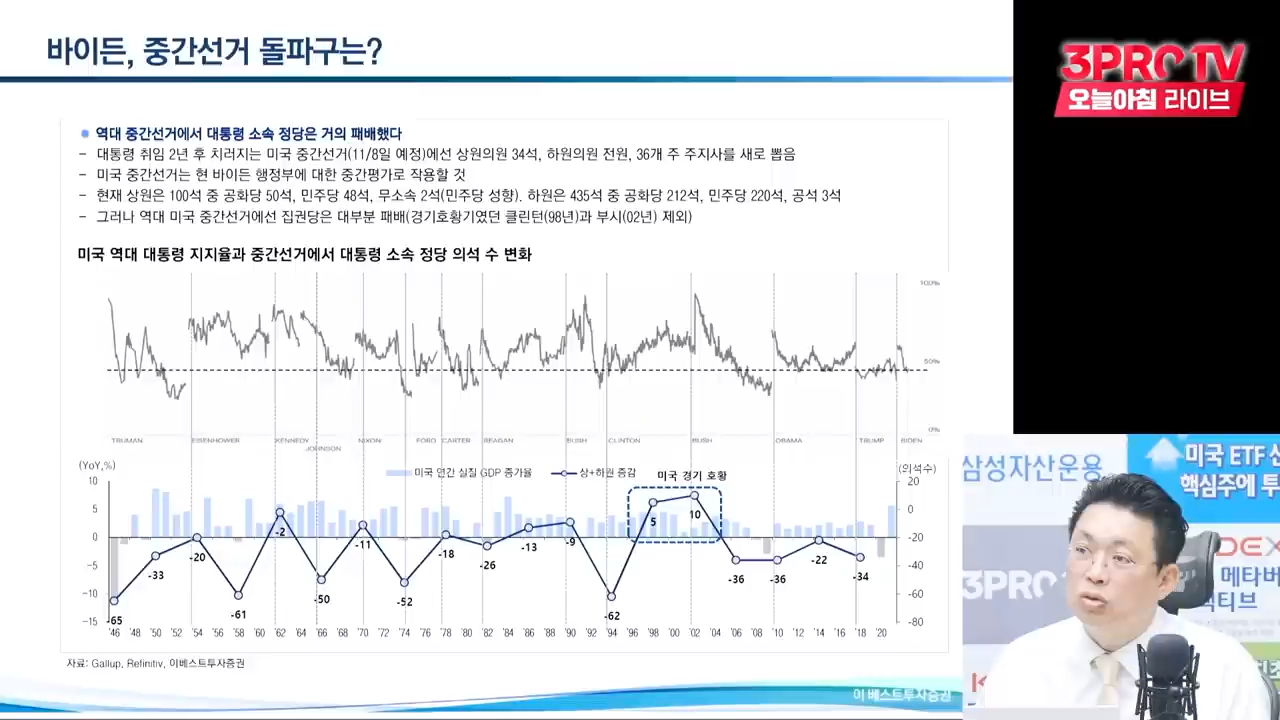 바이든, 중간선거 돌파구는?
3PRO TV
오늘아침 라이브
역대 중간선거에서 대통령 소속 정당은 거의 패배했다
- 대통령 취임 2년 후 치러지는 미국 중간선거(11/8일 예정)에선 상원의원 34석, 하원의원 전원, 36개 주 주지사를 새로 뽑음
- 미국 중간선거는 현 바이든 행정부에 대한 중간평가로 작용할 것
- 현재 상원은 100석 중 공화당 50석, 민주당 48석, 무소속 2석(민주당 성향). 하원은 435석 중 공화당 212석, 민주당 220석, 공석 3석
- 그러나 역대 미국 중간선거에선 집권당은 대부분 패배(경기호황기였던 클린턴(98년)과 부시(02년) 제외)
미국 역대 대통령 지지율과 중간선거에서 대통령 소속 정당 의석 수 변화
100%
50%
0%
TRUMAN EISENHOWER KENNEDY JOHNSON NIXON FORD CARTER REAGAN BUSH CLINTON BUSH OBAMA TRUMP BIDEN
(YoY,%) 미국 연간 실질 GDP 증가율 상+하원 증감 미국 경기 호황 (의석수)
10 5 0 -5 -10 -15
20 0 -20 -40 -60 -80
-65 -33 -20 -61 -2 -50 -11 -52 -18 -26 -13 -9 -62 5 10 -36 -36 -22 -34
'46 '48 '50 '52 '54 '56 '58 '60 '62 '64 '66 '68 '70 '72 '74 '76 '78 '80 '82 '84 '86 '88 '90 '92 '94 '96 '98 '00 '02 '04 '06 '08 '10 '12 '14 '16 '18 '20
자료: Gallup, Refinitiv, 이베스트투자증권
이베스트투자증권
삼성자산운용
미국 ETF
핵심주에
3PRO
메타버